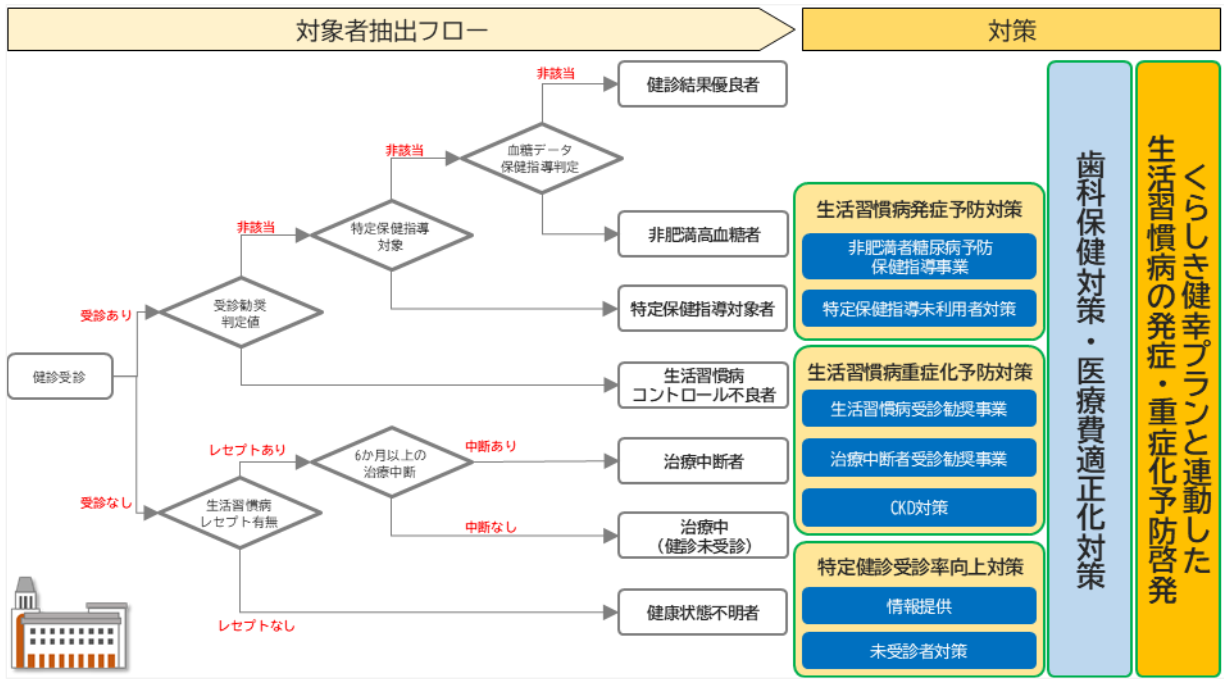 対象者抽出フロー
対策
健診受診
受診あり
受診なし
受診勧奨
判定値
非該当
特定保健指導
対象
非該当
血糖データ
保健指導判定
非該当
健診結果優良者
非肥満高血糖者
特定保健指導対象者
生活習慣病
コントロール不良者
生活習慣病
レセプト有無
レセプトあり
レセプトなし
6か月以上の
治療中断
中断あり
中断なし
治療中断者
治療中
（健診未受診）
健康状態不明者
生活習慣病発症予防対策
非肥満者糖尿病予防
保健指導事業
特定保健指導未利用者対策
生活習慣病重症化予防対策
生活習慣病受診勧奨事業
治療中断者受診勧奨事業
CKD対策
特定健診受診率向上対策
情報提供
未受診者対策
歯科保健対策・医療費適正化対策
くらしき健幸プランと連動した
生活習慣病の発症・重症化予防啓発